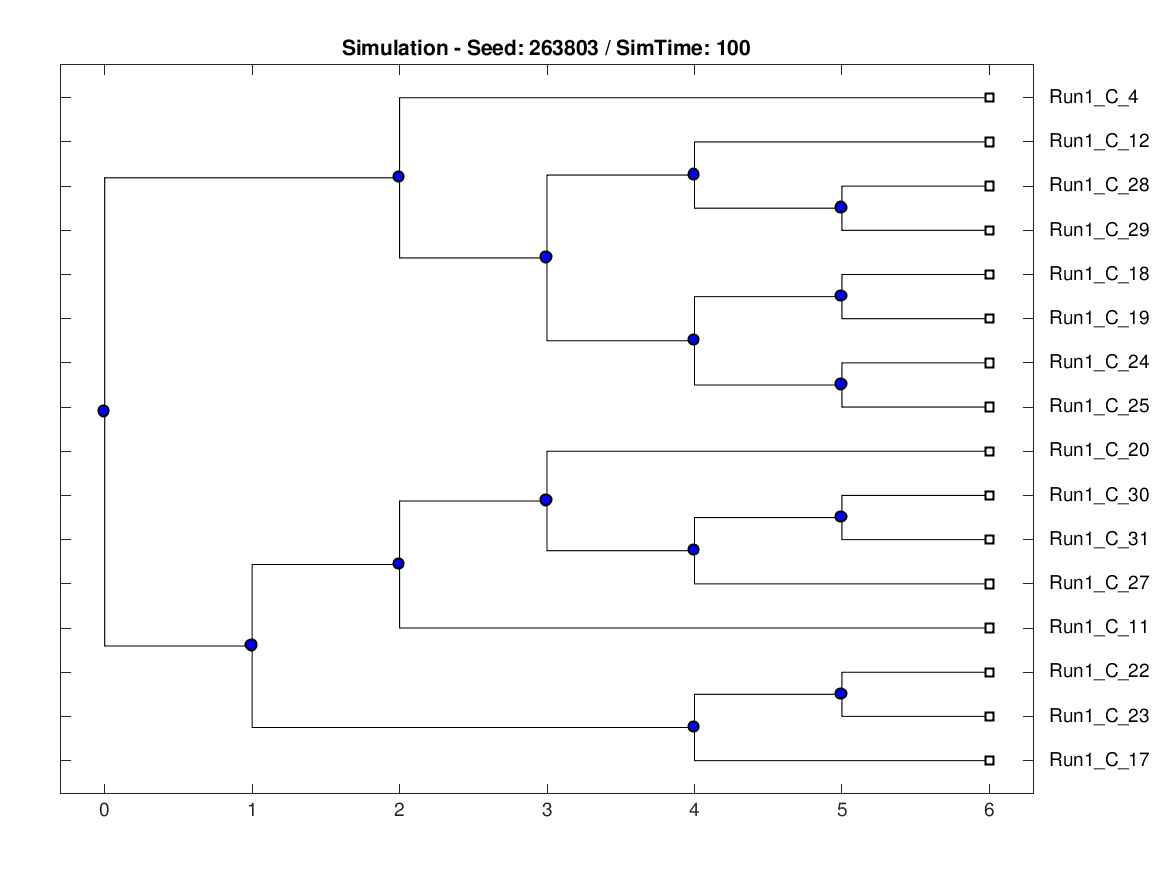 Simulation - Seed: 263803 / SimTime: 100
Run1_C_4
Run1_C_12
Run1_C_28
Run1_C_29
Run1_C_18
Run1_C_19
Run1_C_24
Run1_C_25
Run1_C_20
Run1_C_30
Run1_C_31
Run1_C_27
Run1_C_11
Run1_C_22
Run1_C_23
Run1_C_17
0 1 2 3 4 5 6